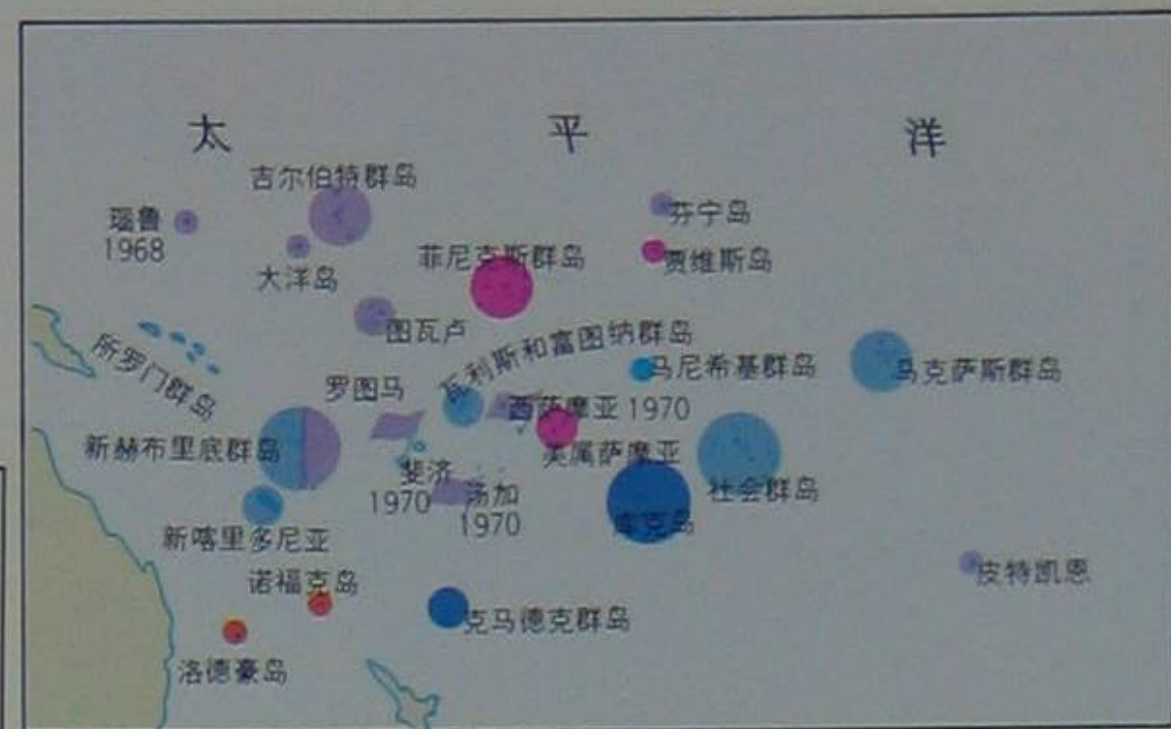 太 平 洋
吉尔伯特群岛
瑙鲁
1968
芬宁岛
大洋岛
菲尼克斯群岛
贾维斯岛
图瓦卢
瓦利斯和富图纳群岛
所罗门群岛
马尼希基群岛
马克萨斯群岛
罗图马
西萨摩亚 1970
新赫布里底群岛
美属萨摩亚
斐济
1970
汤加
1970
社会群岛
库克岛
新喀里多尼亚
诺福克岛
皮特凯恩
克马德克群岛
洛德豪岛